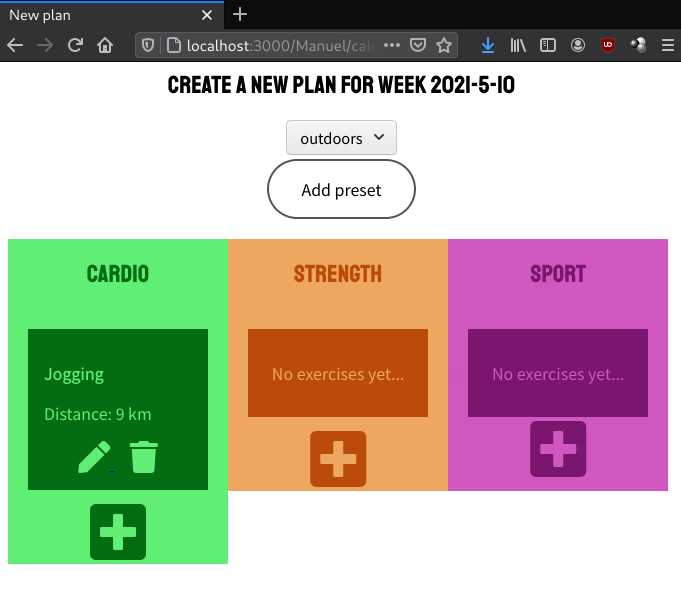 New plan
localhost:3000/Manuel/cal
CREATE A NEW PLAN FOR WEEK 2021-5-10
outdoors
Add preset
CARDIO
STRENGTH
SPORT
Jogging
Distance: 9 km
No exercises yet...
No exercises yet...